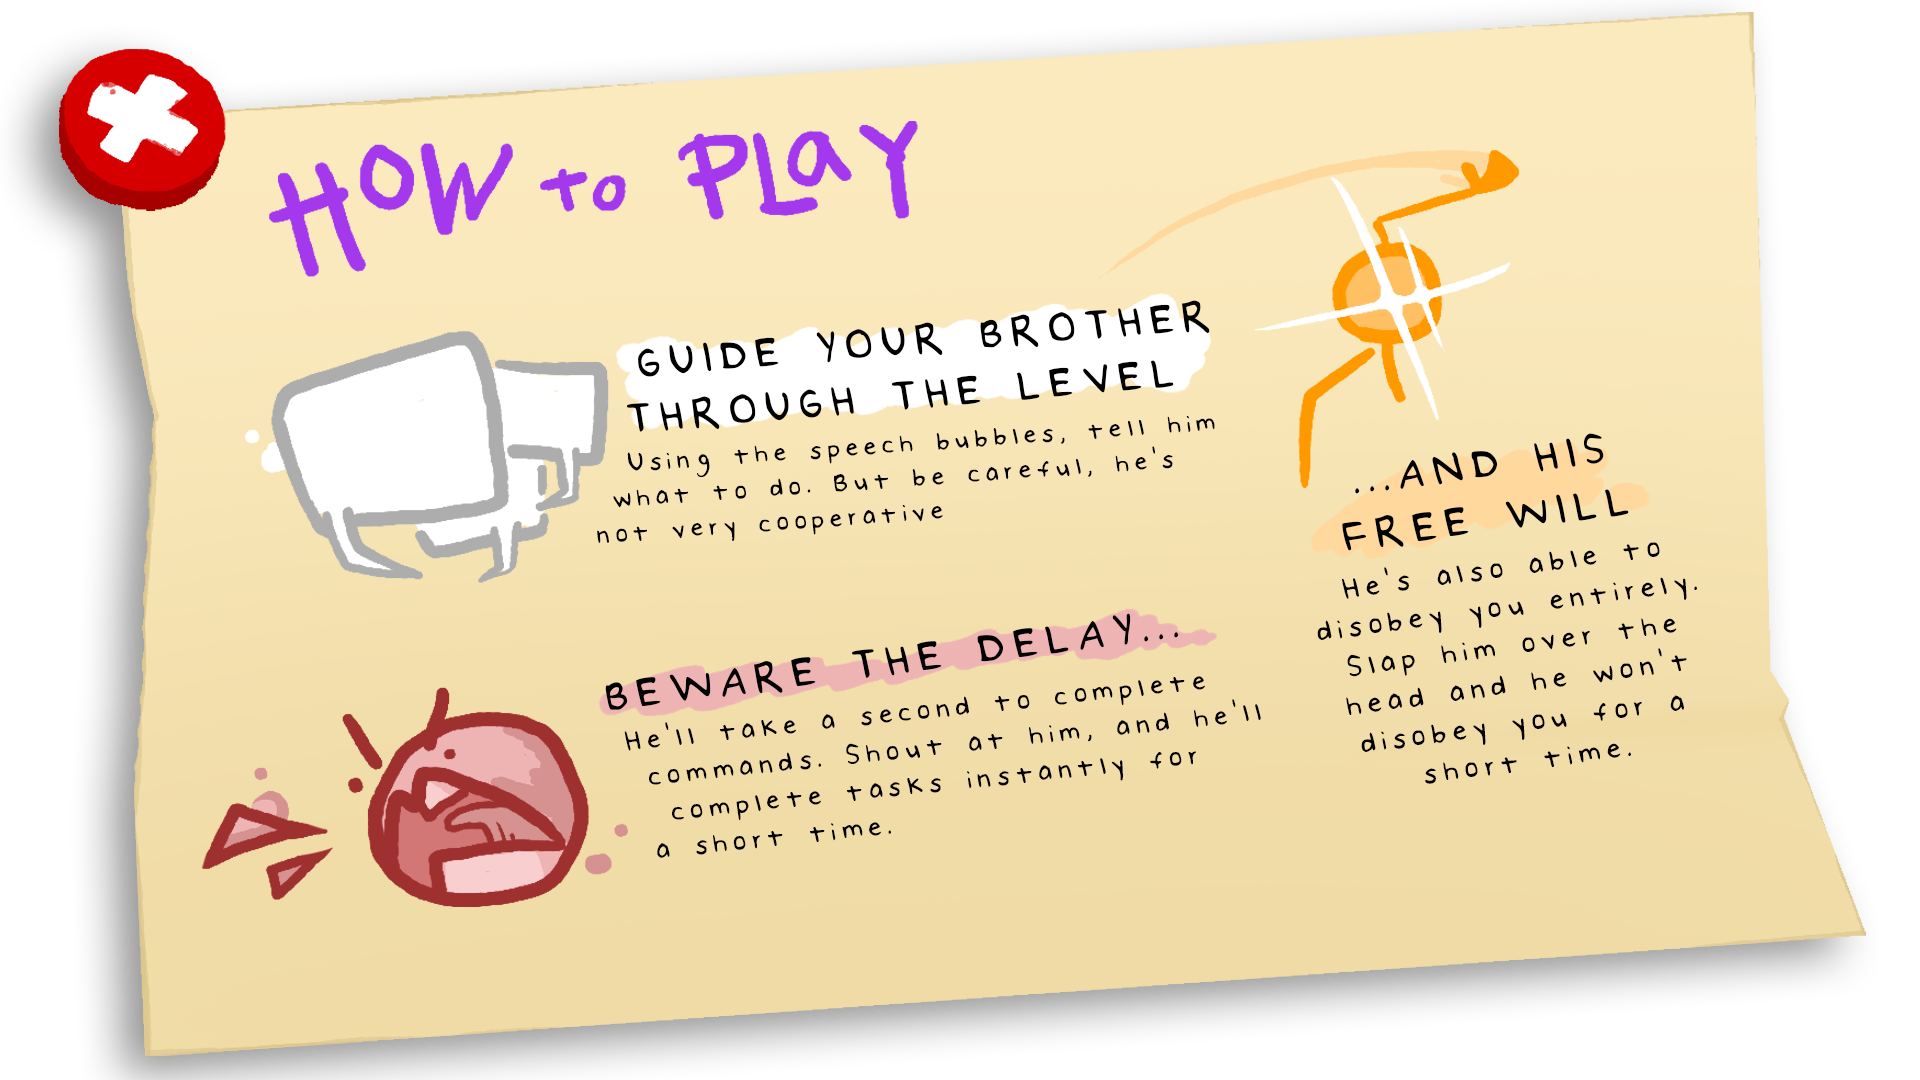 HOW to PLaY
GUIDE YOUR BROTHER
THROUGH THE LEVEL
Using the speech bubbles, tell him
what to do. But be careful, he's
not very cooperative
BEWARE THE DELAY...
He'll take a second to complete
commands. Shout at him, and he'll
complete tasks instantly for
a short time.
...AND HIS
FREE WILL
He's also able to
disobey you entirely.
Slap him over the
head and he won't
disobey you for a
short time.